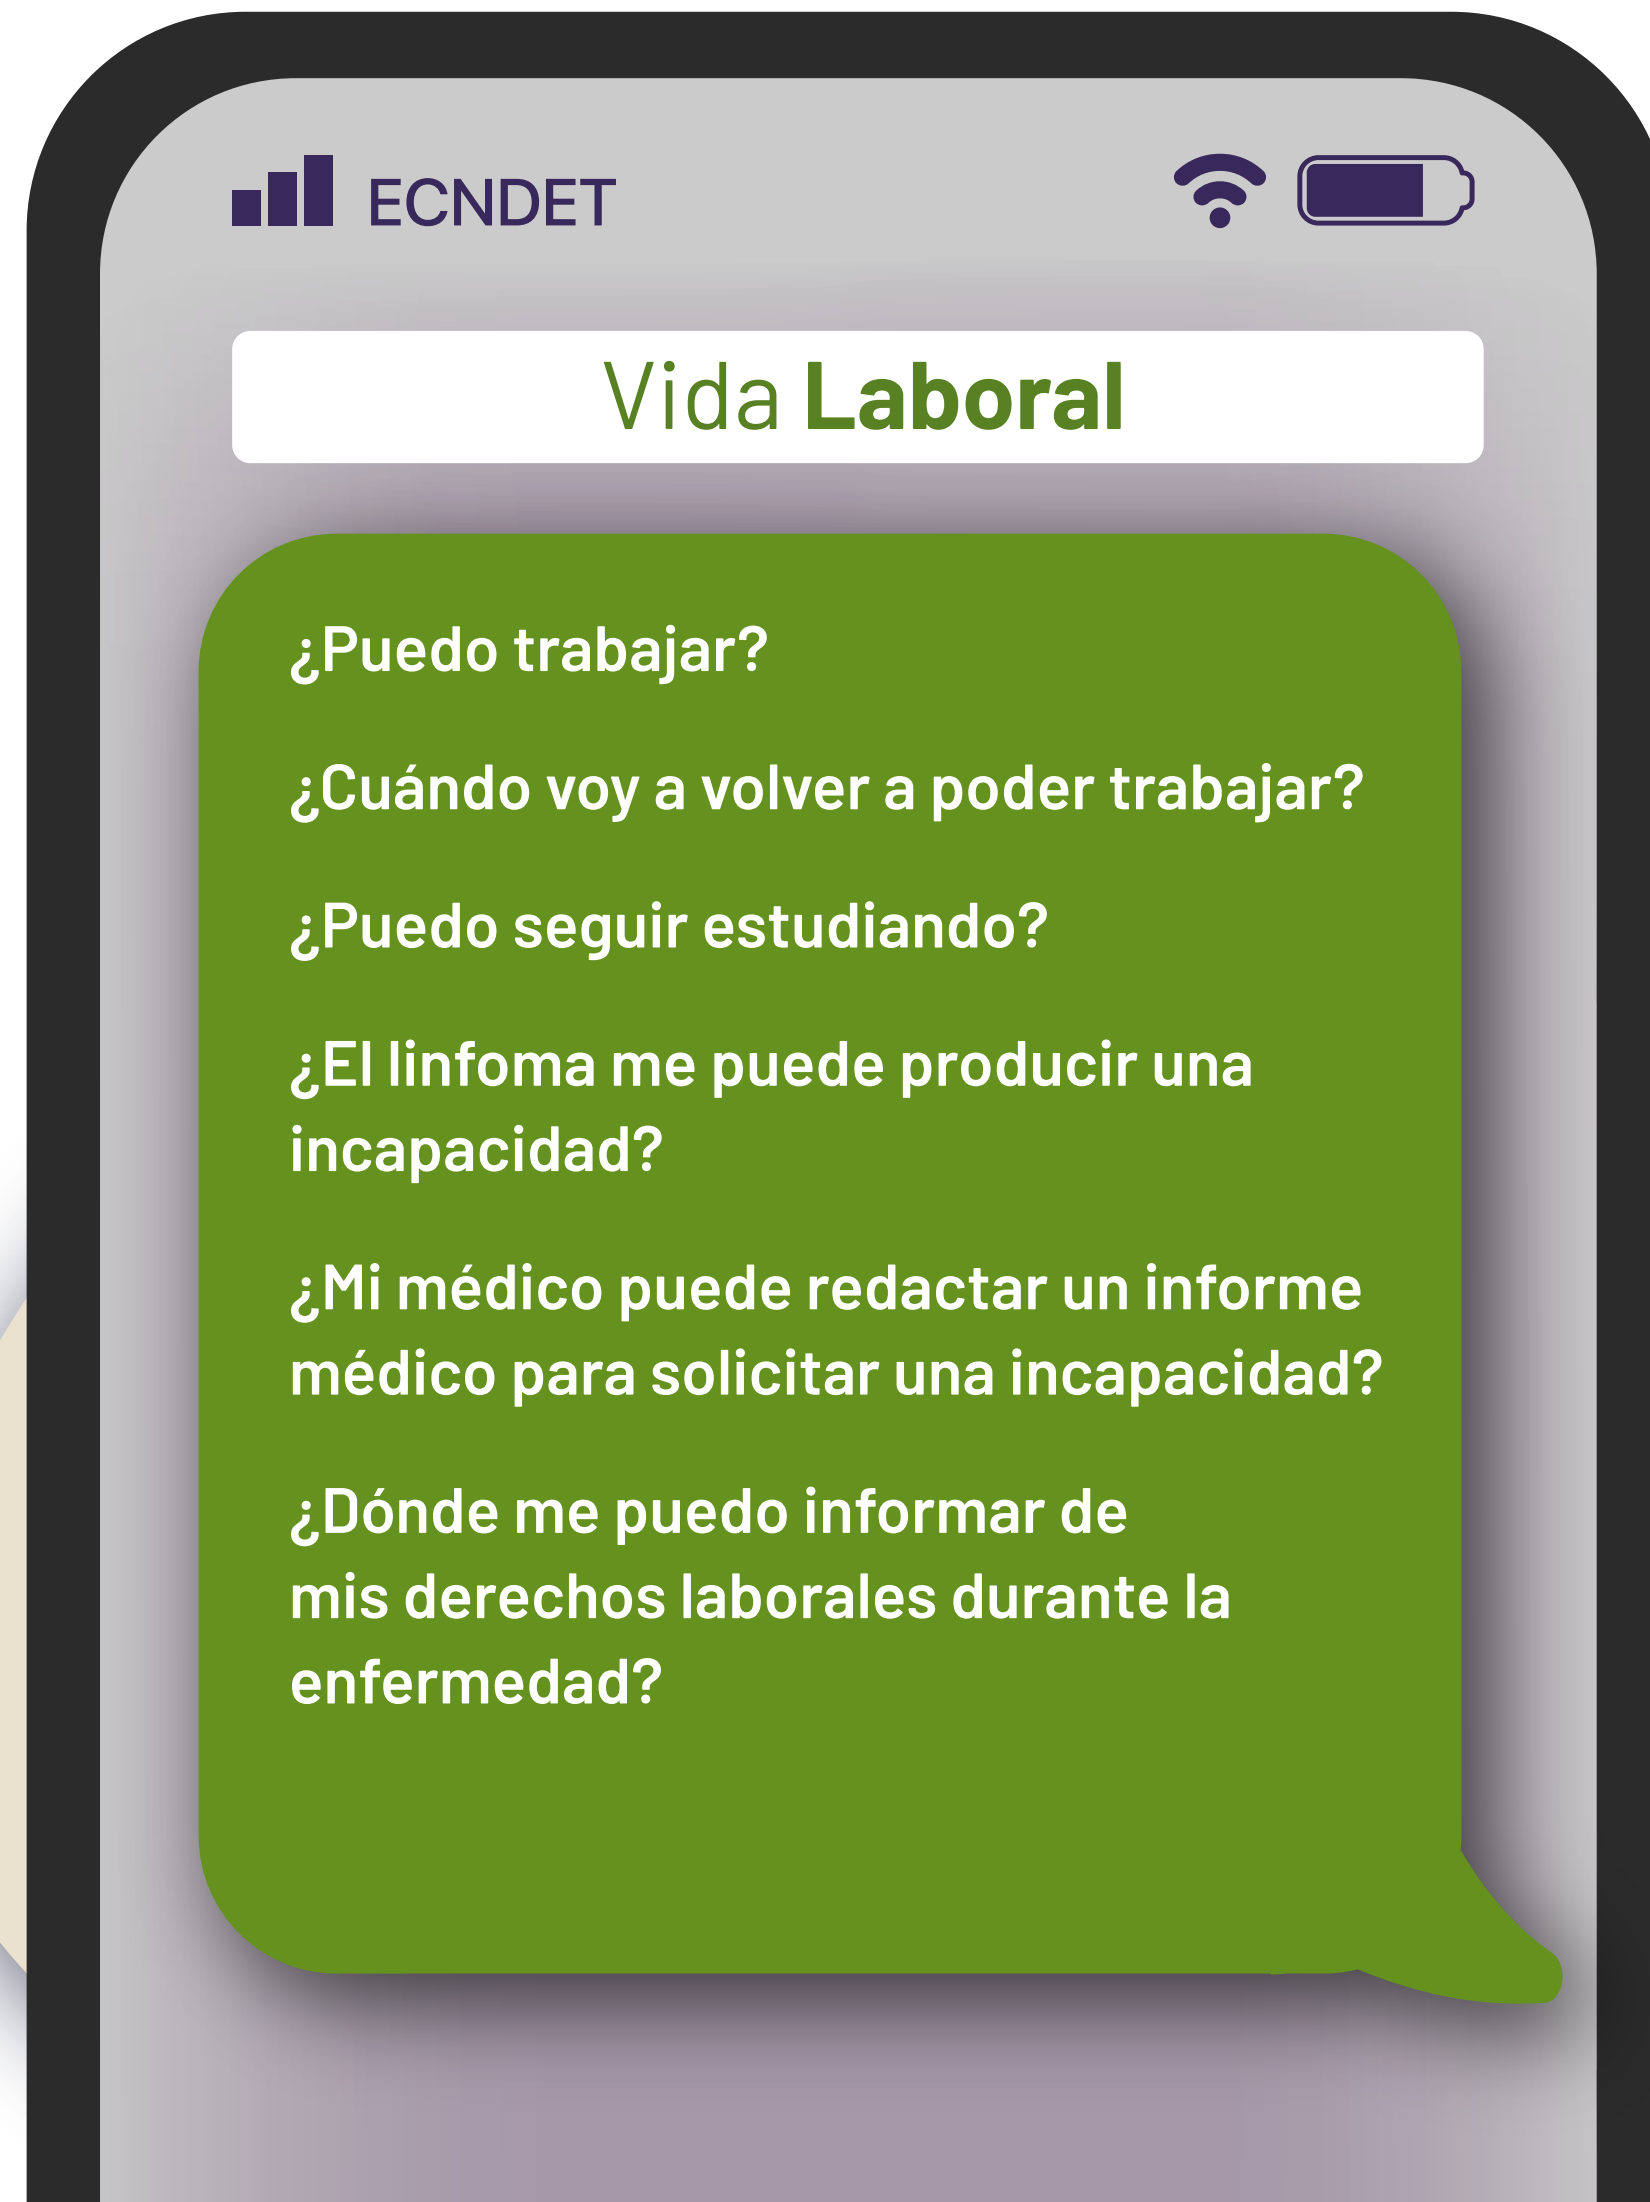 ECNDET
Vida Laboral
¿Puedo trabajar?
¿Cuándo voy a volver a poder trabajar?
¿Puedo seguir estudiando?
¿El linfoma me puede producir una
incapacidad?
¿Mi médico puede redactar un informe
médico para solicitar una incapacidad?
¿Dónde me puedo informar de
mis derechos laborales durante la
enfermedad?